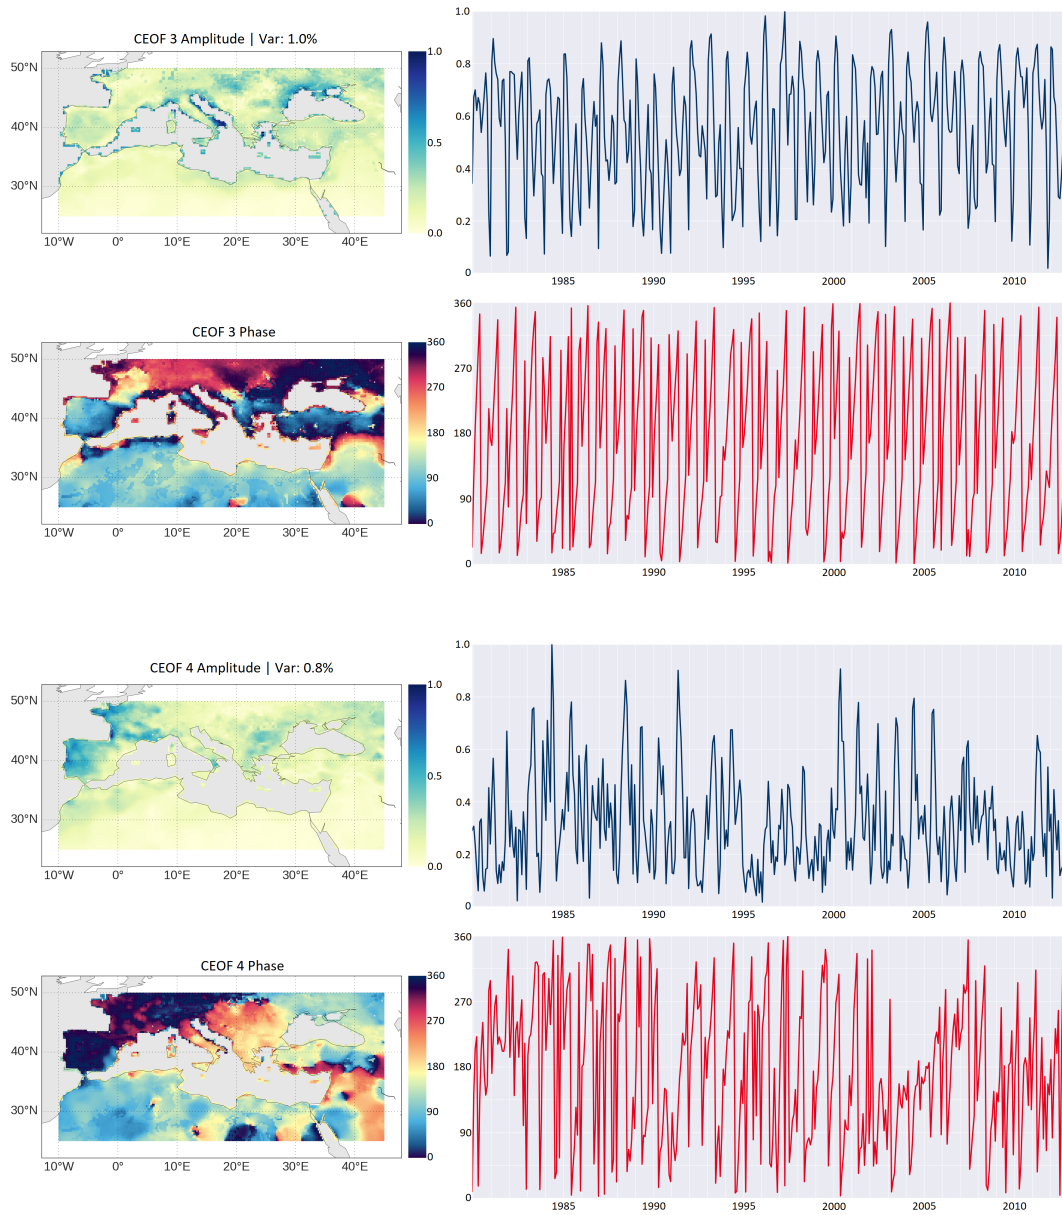 CEOF 3 Amplitude | Var: 1.0%
50°N
40°N
30°N
10°W 0° 10°E 20°E 30°E 40°E
1.0
0.5
0.0
1.0
0.8
0.6
0.4
0.2
0
1985 1990 1995 2000 2005 2010
CEOF 3 Phase
50°N
40°N
30°N
10°W 0° 10°E 20°E 30°E 40°E
360
270
180
90
0
360
270
180
90
0
1985 1990 1995 2000 2005 2010
CEOF 4 Amplitude | Var: 0.8%
50°N
40°N
30°N
10°W 0° 10°E 20°E 30°E 40°E
1.0
0.5
0.0
1.0
0.8
0.6
0.4
0.2
0
1985 1990 1995 2000 2005 2010
CEOF 4 Phase
50°N
40°N
30°N
10°W 0° 10°E 20°E 30°E 40°E
360
270
180
90
0
360
270
180
90
0
1985 1990 1995 2000 2005 2010